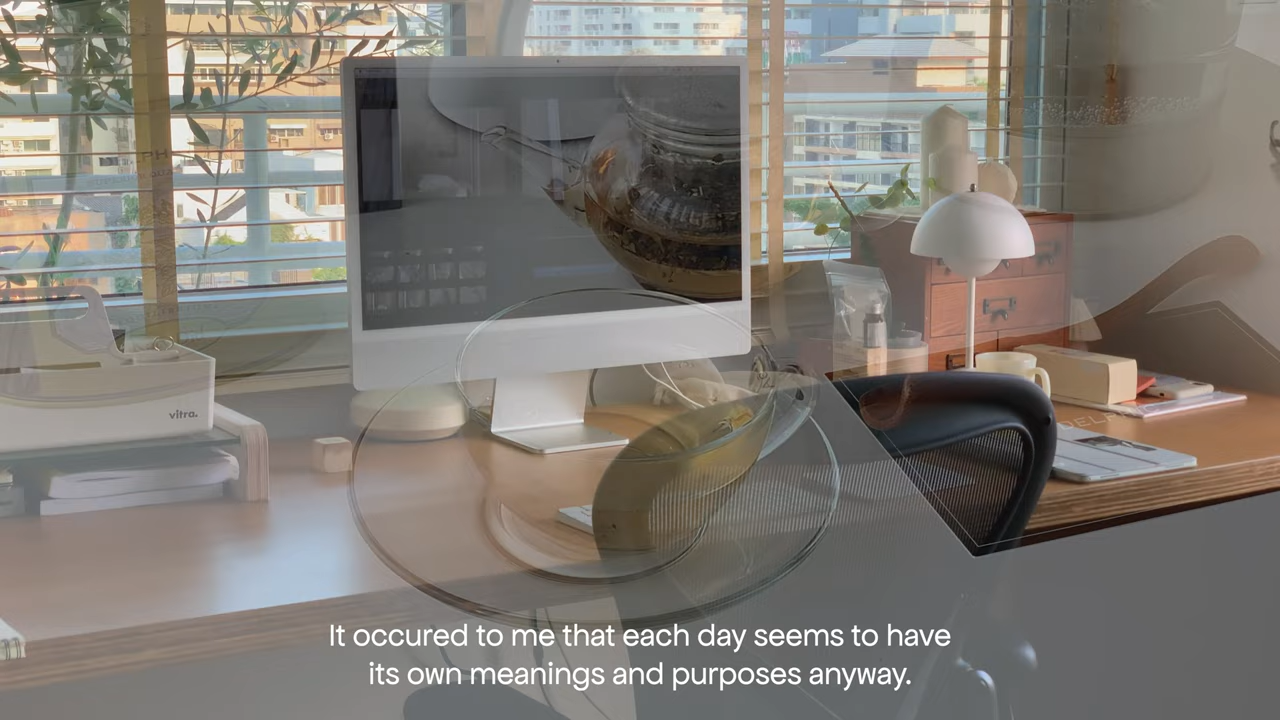 vitra.
It occured to me that each day seems to have
its own meanings and purposes anyway.